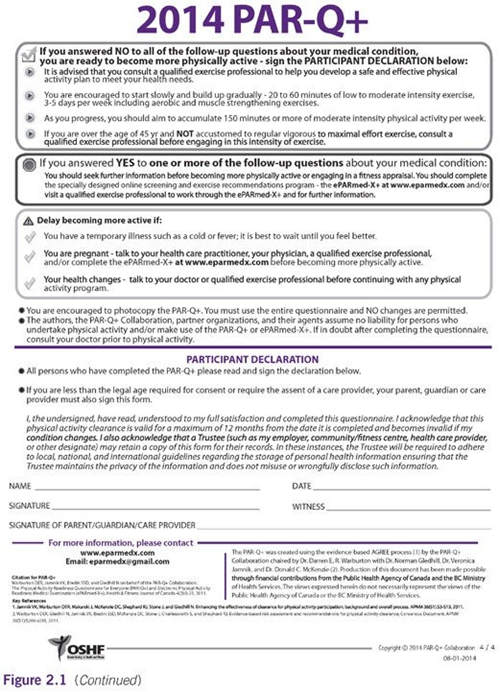 2014 PAR-Q+
If you answered NO to all of the follow-up questions about your medical condition,
you are ready to become more physically active - sign the PARTICIPANT DECLARATION below:
It is advised that you consult a qualified exercise professional to help you develop a safe and effective physical
activity plan to meet your health needs.
You are encouraged to start slowly and build up gradually - 20 to 60 minutes of low to moderate intensity exercise,
3-5 days per week including aerobic and muscle strengthening exercises.
As you progress, you should aim to accumulate 150 minutes or more of moderate intensity physical activity per week.
If you are over the age of 45 yr and NOT accustomed to regular vigorous to maximal effort exercise, consult a
qualified exercise professional before engaging in this intensity of exercise.
If you answered YES to one or more of the follow-up questions about your medical condition:
You should seek further information before becoming more physically active or engaging in a fitness appraisal. You should complete
the specially designed online screening and exercise recommendations program - the ePARmed-X+ at www.eparmedx.com and/or
visit a qualified exercise professional to work through the ePARmed-X+ and for further information.
Delay becoming more active if:
You have a temporary illness such as a cold or fever; it is best to wait until you feel better.
You are pregnant - talk to your health care practitioner, your physician, a qualified exercise professional,
and/or complete the ePARmed-X+ at www.eparmedx.com before becoming more physically active.
Your health changes - talk to your doctor or qualified exercise professional before continuing with any physical
activity program.
You are encouraged to photocopy the PAR-Q+. You must use the entire questionnaire and NO changes are permitted.
The authors, the PAR-Q+ Collaboration, partner organizations, and their agents assume no liability for persons who
undertake physical activity and/or make use of the PAR-Q+ or ePARmed-X+. If in doubt after completing the questionnaire,
consult your doctor prior to physical activity.
PARTICIPANT DECLARATION
All persons who have completed the PAR-Q+ please read and sign the declaration below.
If you are less than the legal age required for consent or require the assent of a care provider, your parent, guardian or care
provider must also sign this form.
I, the undersigned, have read, understood to my full satisfaction and completed this questionnaire. I acknowledge that this
physical activity clearance is valid for a maximum of 12 months from the date it is completed and becomes invalid if my
condition changes. I also acknowledge that a Trustee (such as my employer, community/fitness centre, health care provider,
or other designate) may retain a copy of this form for their records. In these instances, the Trustee will be required to adhere
to local, national, and international guidelines regarding the storage of personal health information ensuring that the
Trustee maintains the privacy of the information and does not misuse or wrongfully disclose such information.
NAME DATE
SIGNATURE WITNESS
SIGNATURE OF PARENT/GUARDIAN/CARE PROVIDER
For more information, please contact
www.eparmedx.com
Email: eparmedx@gmail.com
Citation for PAR-Q+
Key References
The PAR-Q+ was created using the evidence-based AGREE process (1) by the PAR-Q+
Collaboration chaired by Dr. Darren E. R. Warburton with Dr. Norman Gledhill, Dr. Veronica
Jamnik, and Dr. Donald C. McKenzie (2). Production of this document has been made possible
through financial contributions from the Public Health Agency of Canada and the BC Ministry
of Health Services. The views expressed herein do not necessarily represent the views of the
Public Health Agency of Canada or the BC Ministry of Health Services.
OSHF
Copyright © 2014 PAR-Q+ Collaboration 4 / 4
08-01-2014
Figure 2.1 (Continued)